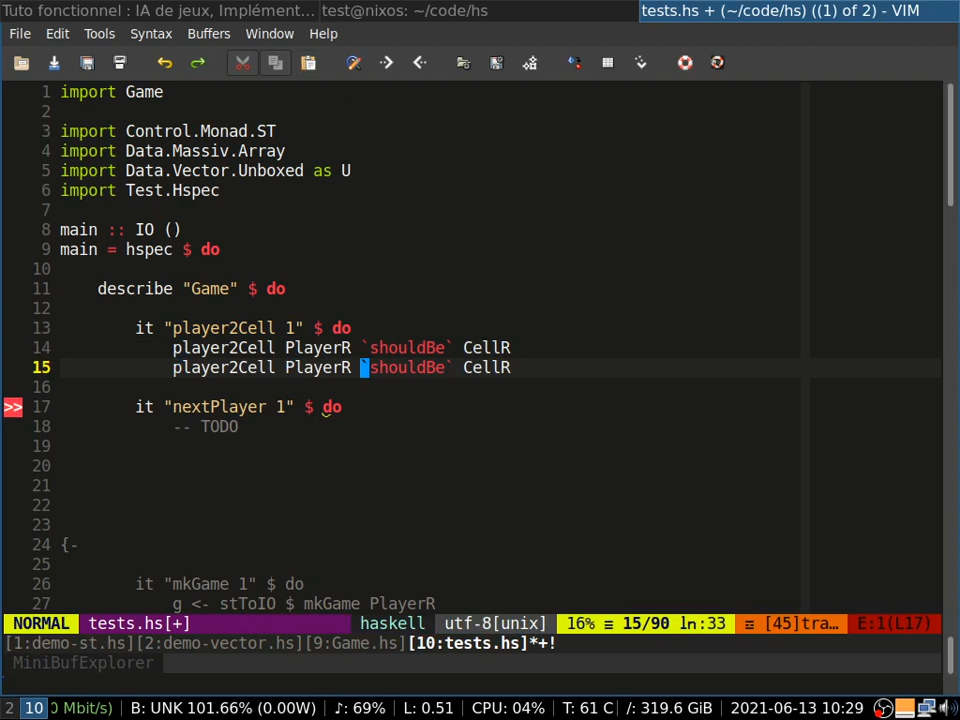 Tuto fonctionnel : IA de jeux, Implément... test@nixos: ~/code/hs tests.hs + (~/code/hs) ((1) of 2) - VIM
File Edit Tools Syntax Buffers Window Help
1 import Game
2
3 import Control.Monad.ST
4 import Data.Massiv.Array
5 import Data.Vector.Unboxed as U
6 import Test.Hspec
7
8 main :: IO ()
9 main = hspec $ do
10
11 describe "Game" $ do
12
13 it "player2Cell 1" $ do
14 player2Cell PlayerR `shouldBe` CellR
15 player2Cell PlayerR `shouldBe` CellR
16
>> 17 it "nextPlayer 1" $ do
18 -- TODO
19
20
21
22
23
24 {-
25
26 it "mkGame 1" $ do
27 g <- stToIO $ mkGame PlayerR
NORMAL tests.hs[+] haskell utf-8[unix] 16% ≡ 15/90 ln:33 ☲ [45]tra… E:1(L17)
[1:demo-st.hs][2:demo-vector.hs][9:Game.hs][10:tests.hs]*+!
MiniBufExplorer
2 10 0 Mbit/s) B: UNK 101.66% (0.00W) ♪: 69% L: 0.51 CPU: 04% T: 61 C /: 319.6 GiB 2021-06-13 10:29